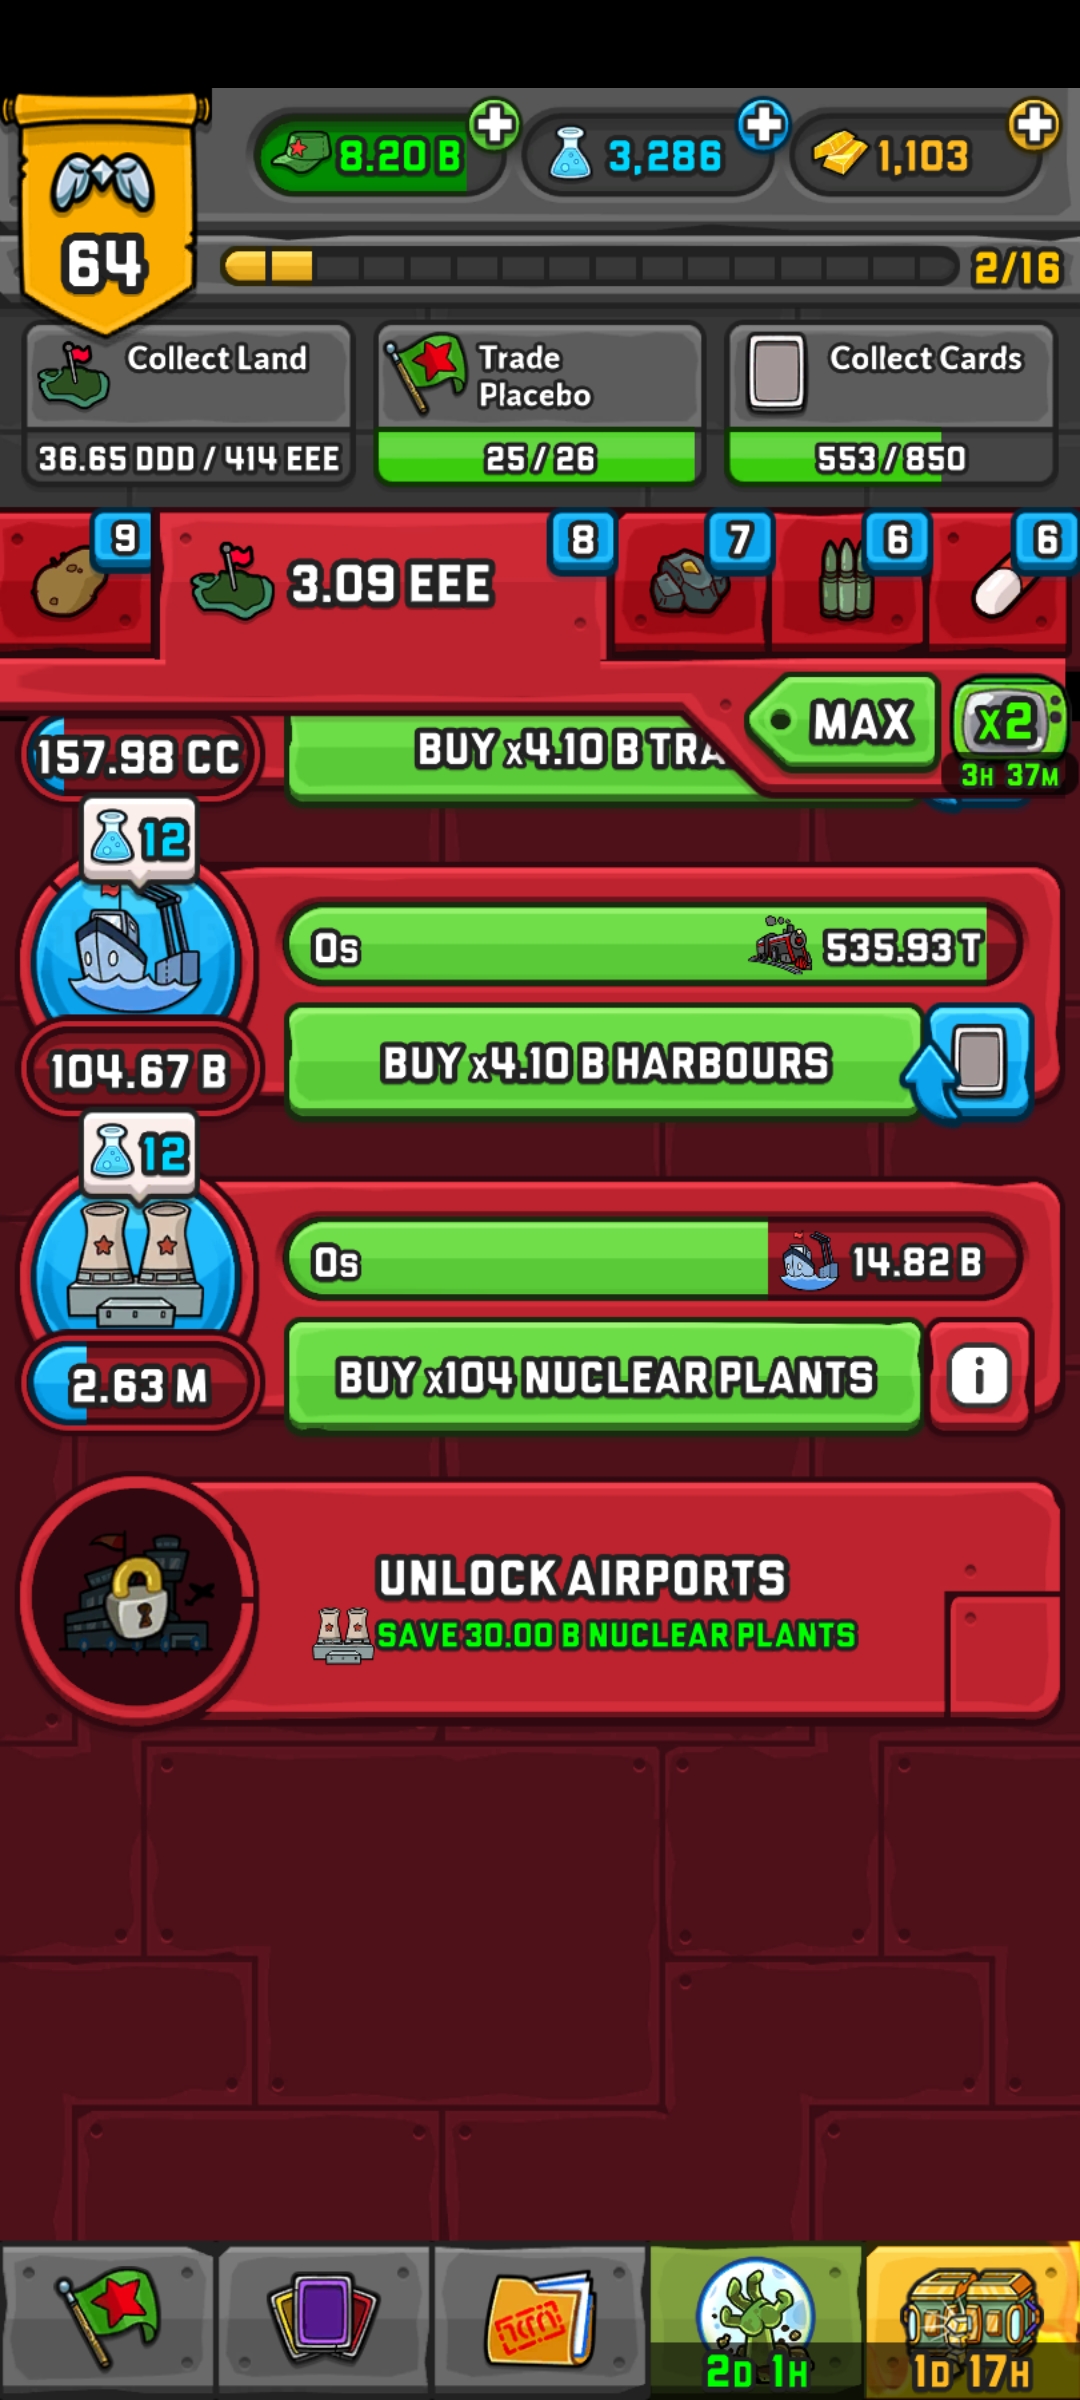 8.20 B
3,286
1,103
64
2/16
Collect Land
36.65 DDD / 414 EEE
Trade
Placebo
25 / 26
Collect Cards
553 / 850
9
3.09 EEE
8
7
6
6
MAX
x2
3H 37M
157.98 CC
BUY x4.10 B
12
0s
535.93 T
104.67 B
BUY x4.10 B HARBOURS
12
0s
14.82 B
2.63 M
BUY x104 NUCLEAR PLANTS
i
UNLOCK AIRPORTS
SAVE 30.00 B NUCLEAR PLANTS
2D 1H
1D 17H